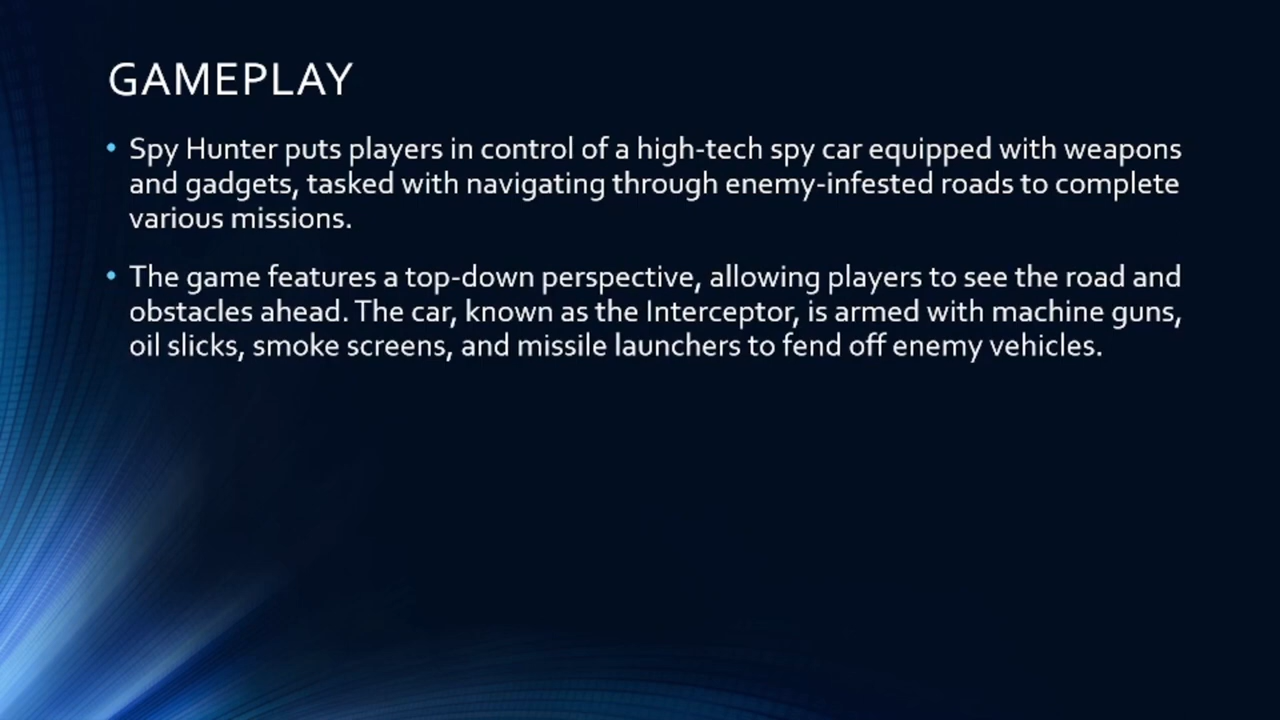 GAMEPLAY
• Spy Hunter puts players in control of a high-tech spy car equipped with weapons
and gadgets, tasked with navigating through enemy-infested roads to complete
various missions.
• The game features a top-down perspective, allowing players to see the road and
obstacles ahead. The car, known as the Interceptor, is armed with machine guns,
oil slicks, smoke screens, and missile launchers to fend off enemy vehicles.